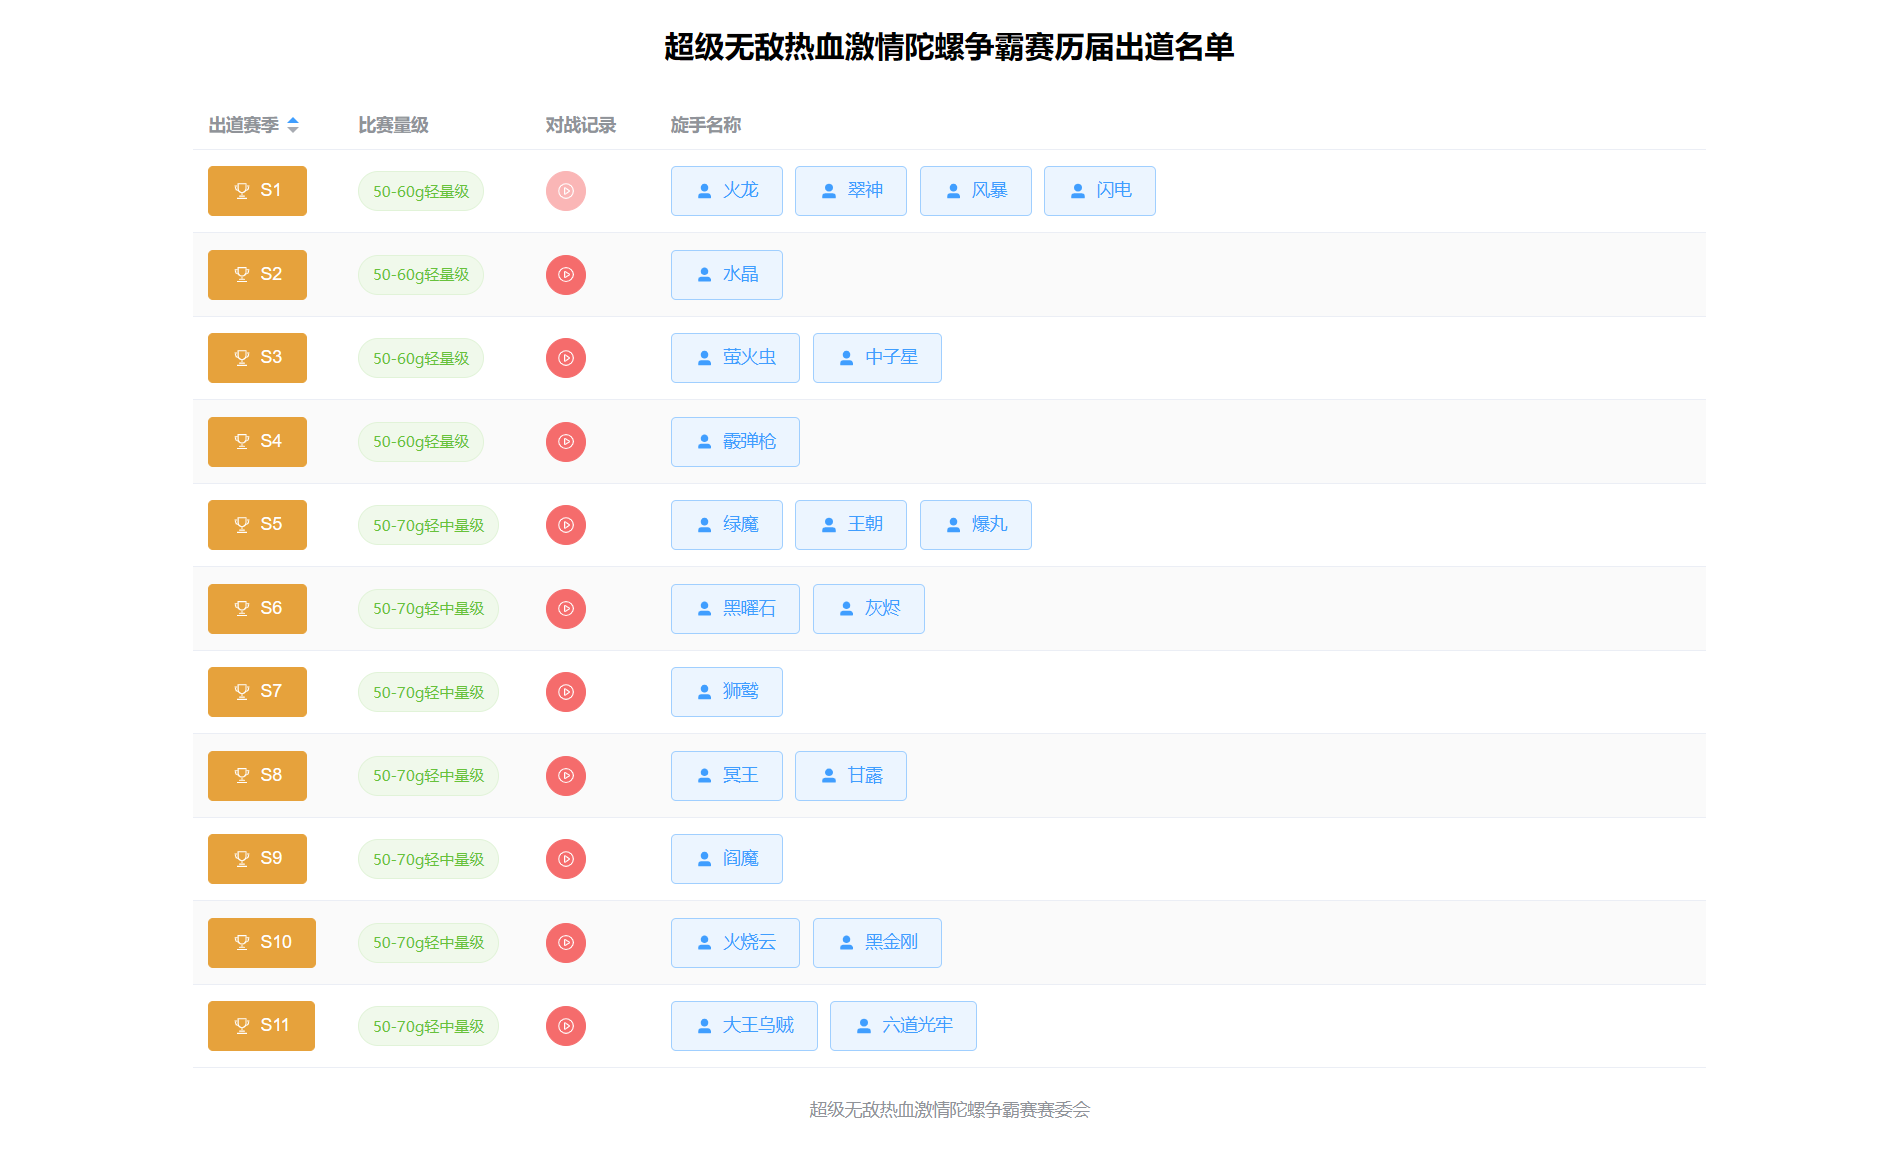 超级无敌热血激情陀螺争霸赛历届出道名单
出道赛季 比赛量级 对战记录 旋手名称
S1 50-60g轻量级 火龙 翠神 风暴 闪电
S2 50-60g轻量级 水晶
S3 50-60g轻量级 萤火虫 中子星
S4 50-60g轻量级 霰弹枪
S5 50-70g轻中量级 绿魔 王朝 爆丸
S6 50-70g轻中量级 黑曜石 灰烬
S7 50-70g轻中量级 狮鹫
S8 50-70g轻中量级 冥王 甘露
S9 50-70g轻中量级 阎魔
S10 50-70g轻中量级 火烧云 黑金刚
S11 50-70g轻中量级 大王乌贼 六道光牢
超级无敌热血激情陀螺争霸赛赛委会